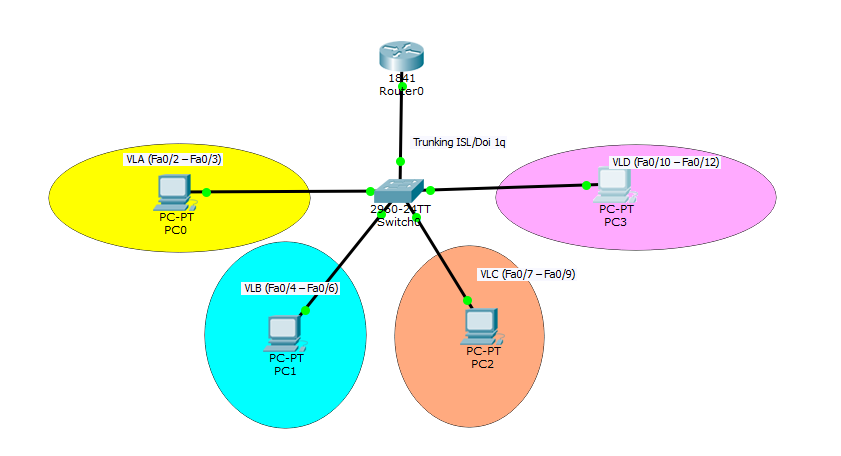 1841
Router0
Trunking ISL/Doi 1q
VLA (Fa0/2 – Fa0/3)
VLD (Fa0/10 – Fa0/12)
PC-PT
PC0
2960-24TT
Switch0
PC-PT
PC3
VLB (Fa0/4 – Fa0/6)
VLC (Fa0/7 – Fa0/9)
PC-PT
PC1
PC-PT
PC2